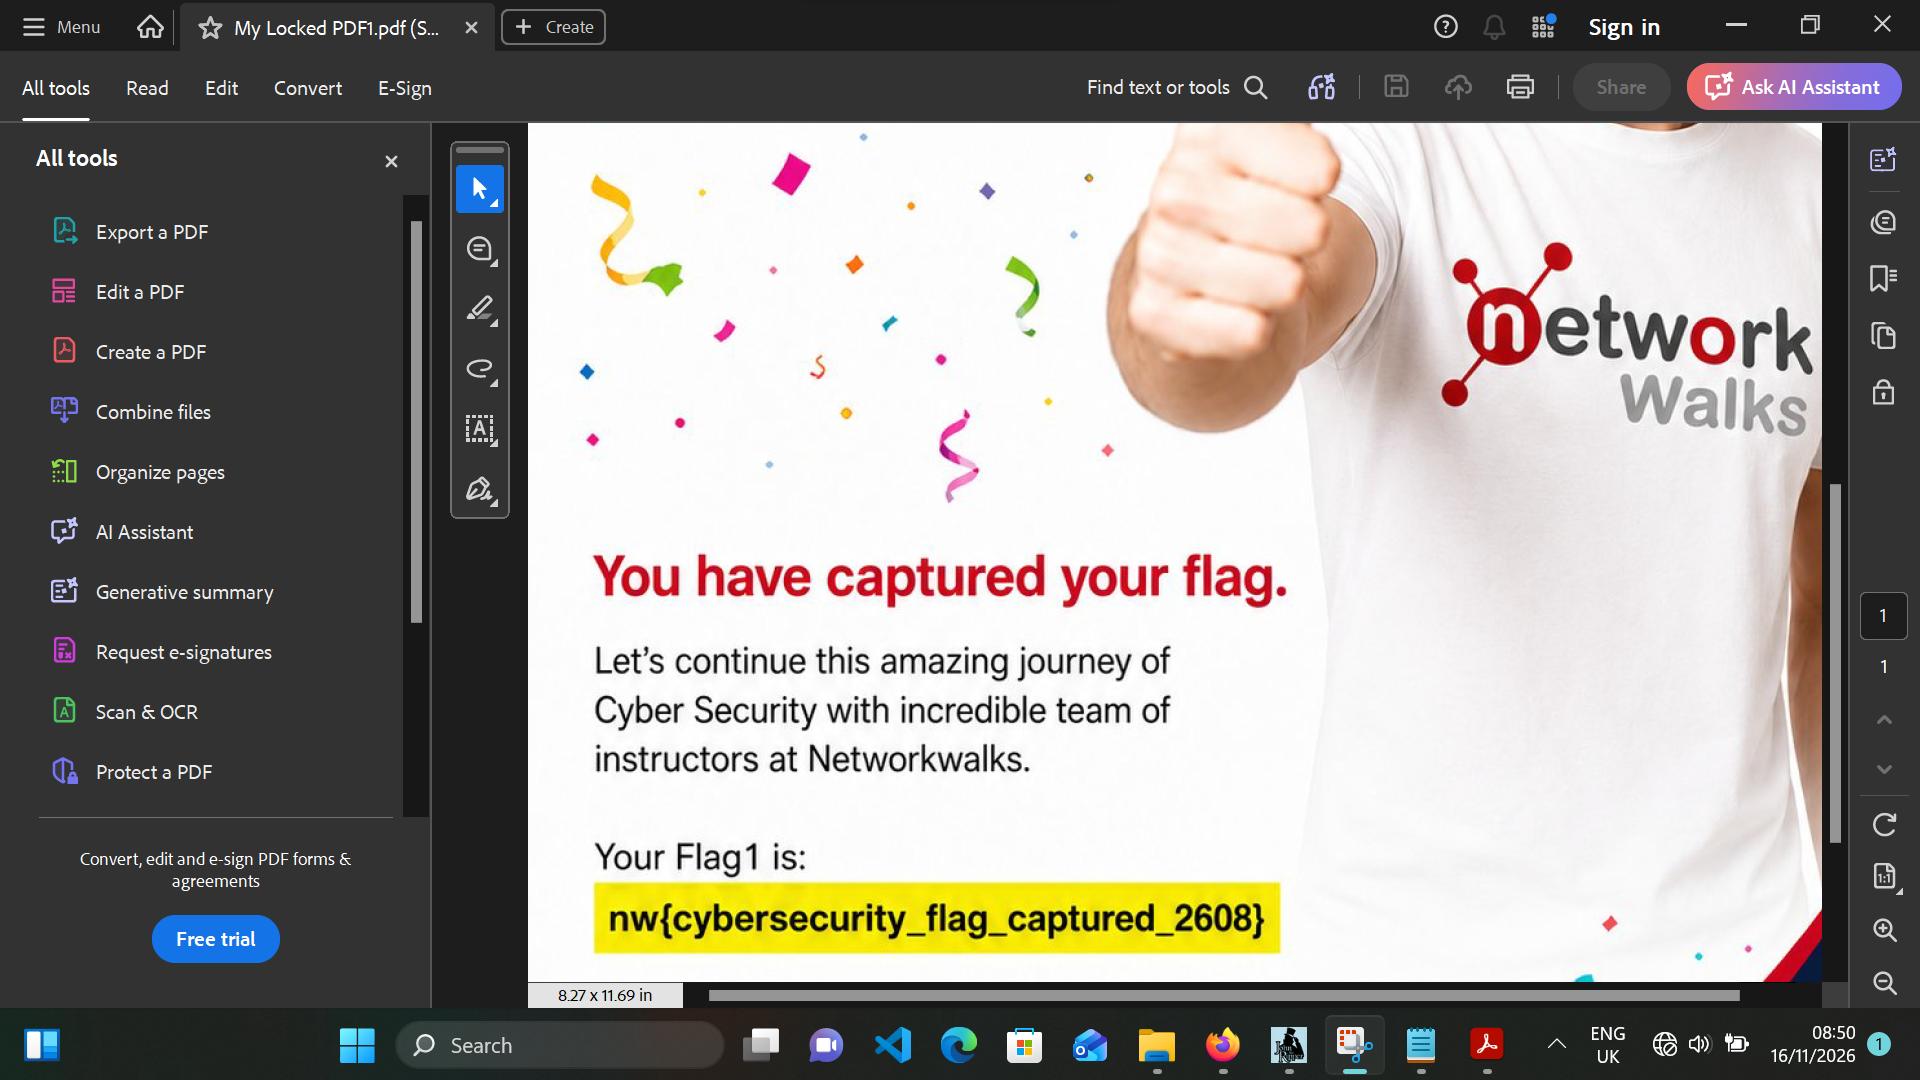 Menu
My Locked PDF1.pdf (S...
Create
Sign in
All tools
Read
Edit
Convert
E-Sign
Find text or tools
Share
Ask AI Assistant
All tools
Export a PDF
Edit a PDF
Create a PDF
Combine files
Organize pages
AI Assistant
Generative summary
Request e-signatures
Scan & OCR
Protect a PDF
Convert, edit and e-sign PDF forms &
agreements
Free trial
network
Walks
You have captured your flag.
Let's continue this amazing journey of
Cyber Security with incredible team of
instructors at Networkwalks.
Your Flag1 is:
nw{cybersecurity_flag_captured_2608}
8.27 x 11.69 in
1
1
1:1
Search
ENG
UK
08:50
16/11/2026
1